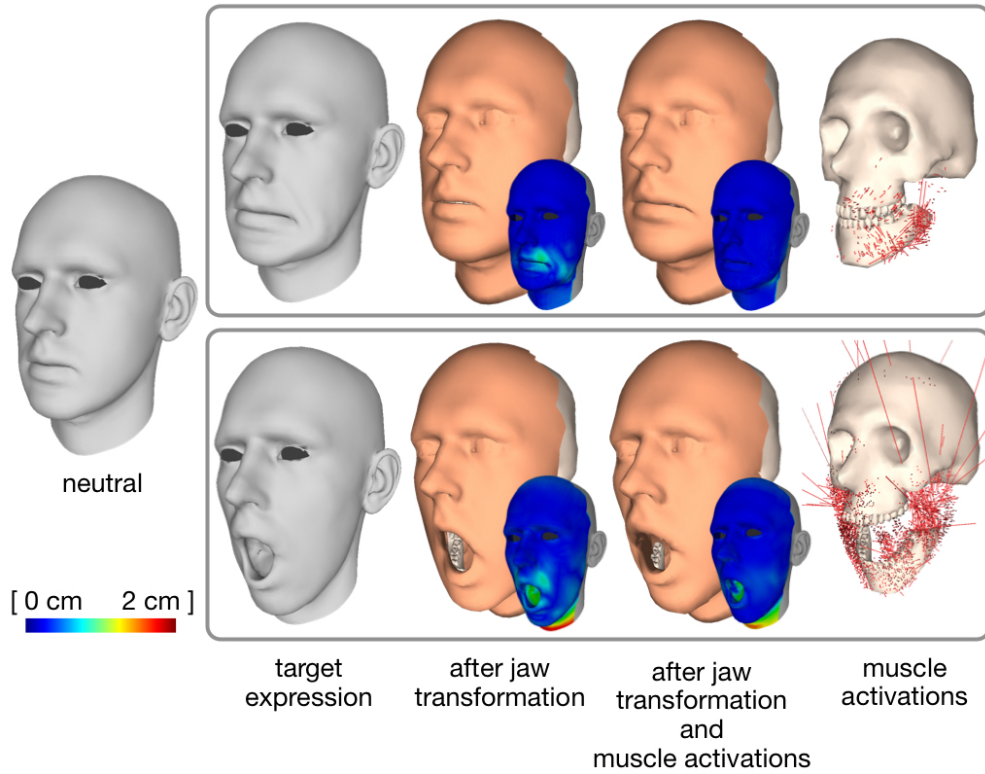 neutral
[ 0 cm 2 cm ]
target
expression
after jaw
transformation
after jaw
transformation
and
muscle activations
muscle
activations